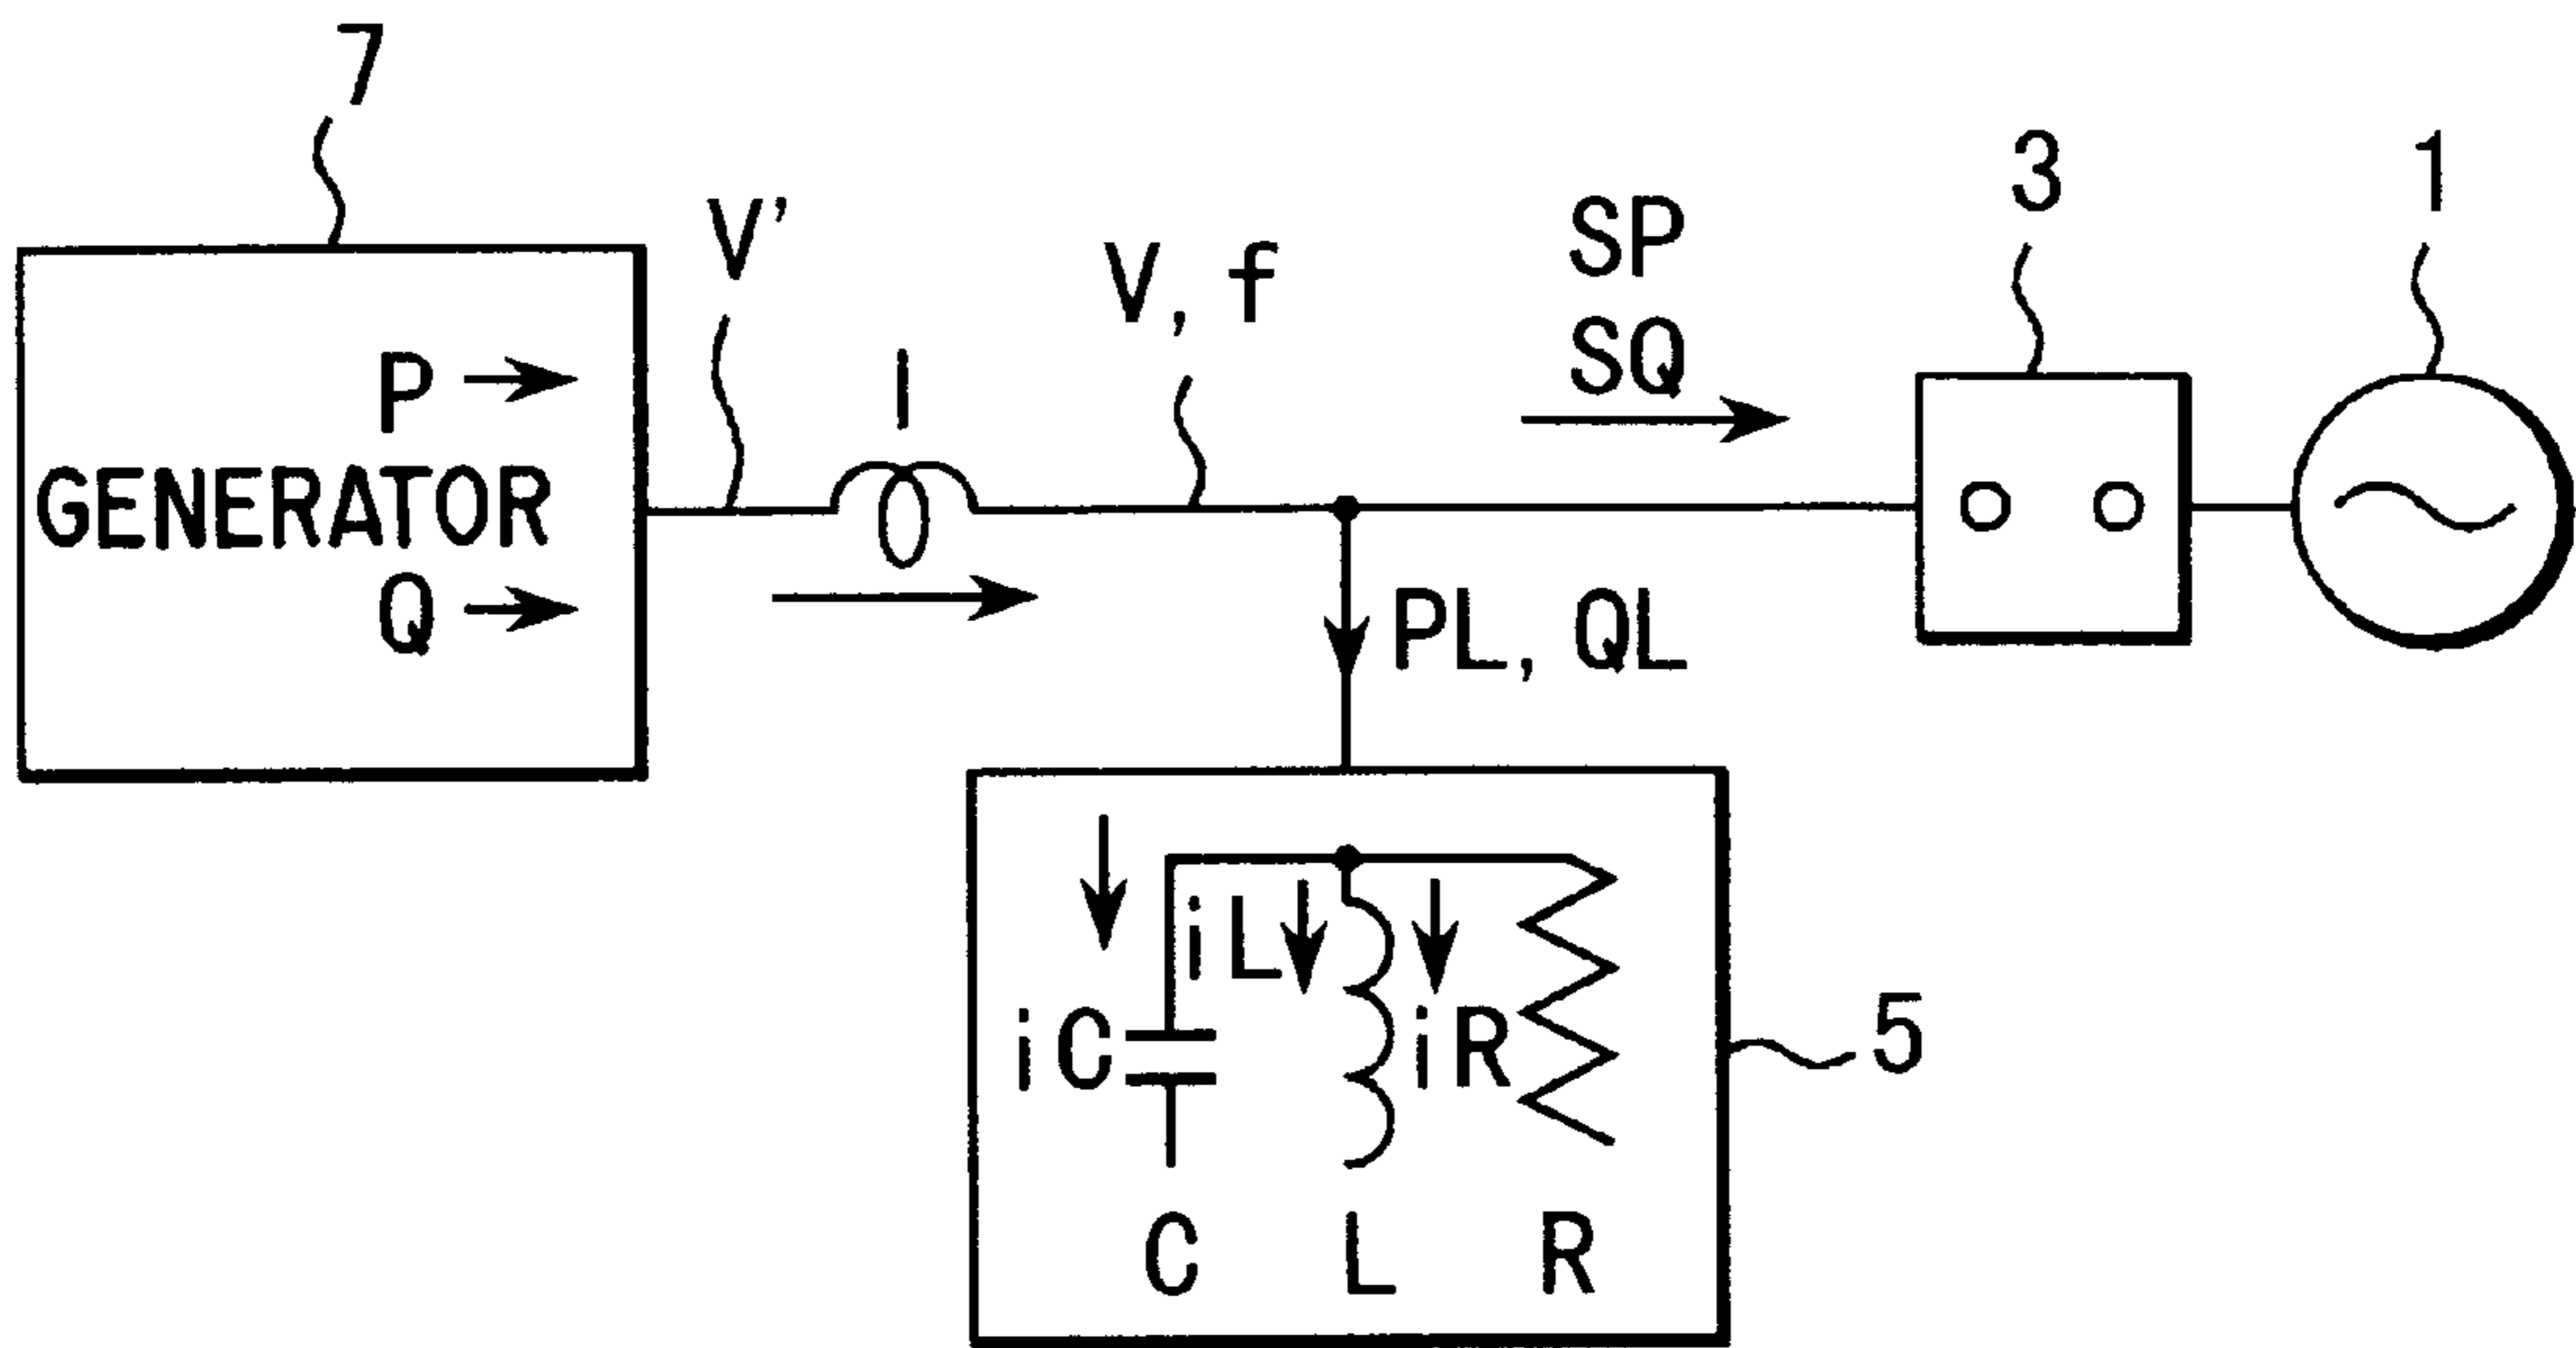 7
V'
V, f
SP
SQ
3
1
P
l
GENERATOR
Q
PL, QL
iL
iC
iR
5
C L R